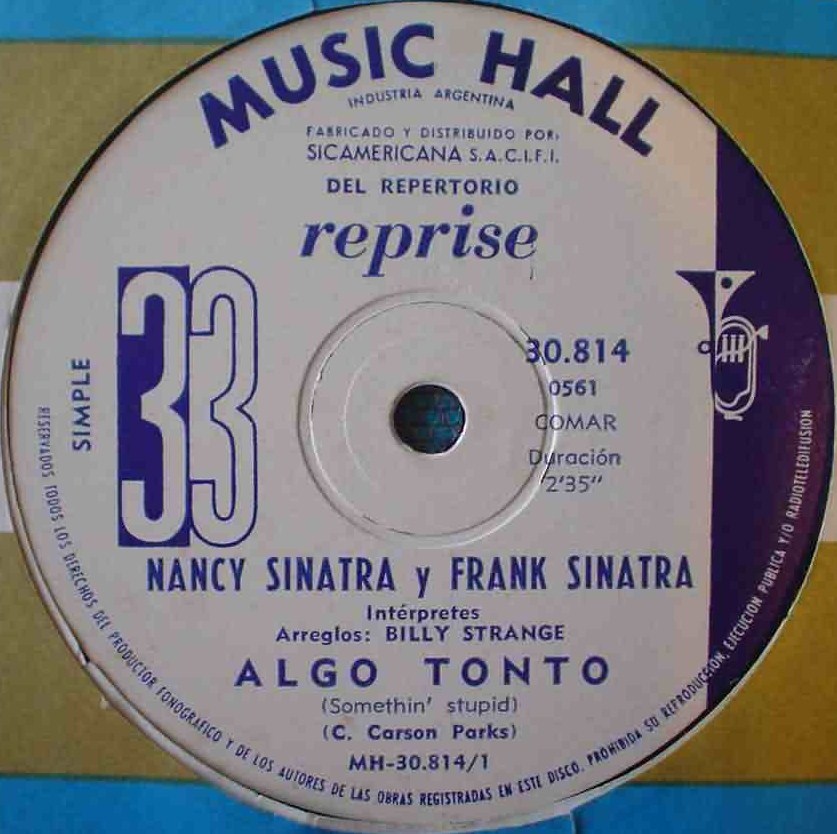 MUSIC HALL
INDUSTRIA ARGENTINA
FABRICADO Y DISTRIBUIDO POR:
SICAMERICANA S.A.C.I.F.I.
DEL REPERTORIO
reprise
33
SIMPLE
30.814
0561
COMAR
Duración
2'35"
NANCY SINATRA y FRANK SINATRA
Intérpretes
Arreglos: BILLY STRANGE
ALGO TONTO
(Somethin' stupid)
(C. Carson Parks)
MH-30.814/1
RESERVADOS TODOS LOS DERECHOS DEL PRODUCTOR FONOGRAFICO Y DE LOS AUTORES DE LAS OBRAS REGISTRADAS EN ESTE DISCO. PROHIBIDA SU REPRODUCCION, EJECUCION PUBLICA Y/O RADIOTELEDIFUSION